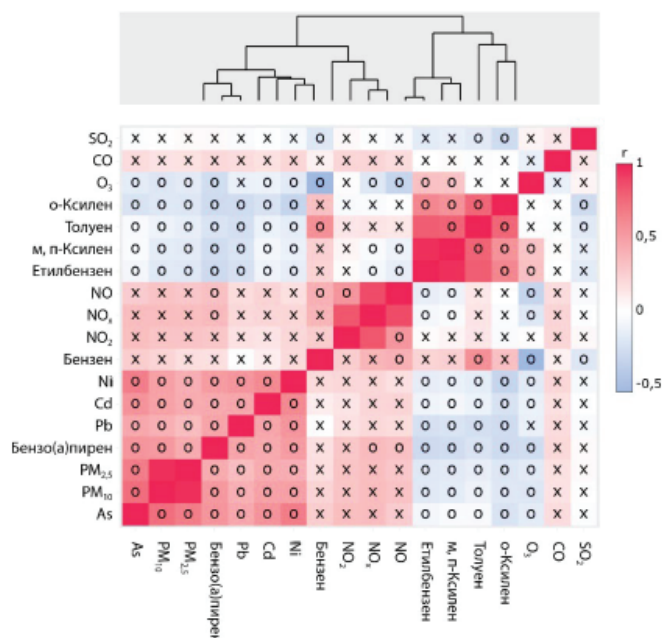 SO₂ x x x x x x x o x x x x x o o x x
CO x x x x x x x x x x x x x x x x x
O₃ o o o o x o o o x o o o o x x x x
о-Ксилен o o o o o o o x x x x o o o x x o
Толуен o o o o o o o o x x x x o o x x x
м, п-Ксилен o o o o o o o x x o o o o o x x
Етилбензен o o o o o o o x x o o x o o x x
NO x x x o x x x o o o o x x o x x
NOₓ x x x x x x x x o o x x o x x
NO₂ x x x x x x x x o x x x x x x x
Бензен x x x x x x x x x o x x o x o x o
Ni o o o o o o x x x x o o o o o x x
Cd o o o o o o x x x x o o o o o x x
Pb o o o o o o x x x x o o o o x x x
Бензо(а)пирен o o o o o o x x o o o o o o o x x
PM₂,₅ o o o o o x x x x o o o o o x x
PM₁₀ o o o o o x x x x o o o o o x x
As o o o o o o x x x x o o o o o x x
As
PM₁₀
PM₂,₅
Бензо(а)пирен
Pb
Cd
Ni
Бензен
NO₂
NOₓ
NO
Етилбензен
м, п-Ксилен
Толуен
о-Ксилен
O₃
CO
SO₂
r
1
0,5
0
-0,5